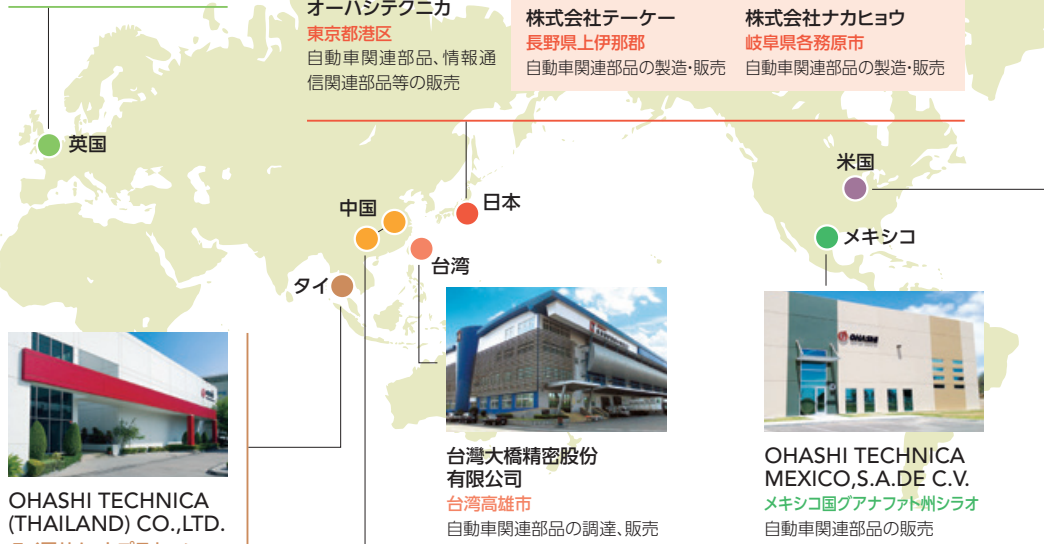 オーハシテクニカ
東京都港区
自動車関連部品、情報通
信関連部品等の販売
株式会社テーケー
長野県上伊那郡
自動車関連部品の製造・販売
株式会社ナカヒョウ
岐阜県各務原市
自動車関連部品の製造・販売
英国
米国
中国
日本
メキシコ
台湾
タイ
OHASHI
台灣大橋精密股份
有限公司
台湾高雄市
自動車関連部品の調達、販売
OHASHI TECHNICA
MEXICO,S.A.DE C.V.
メキシコ国グアナファト州シラオ
自動車関連部品の販売
OHASHI TECHNICA
(THAILAND) CO.,LTD.